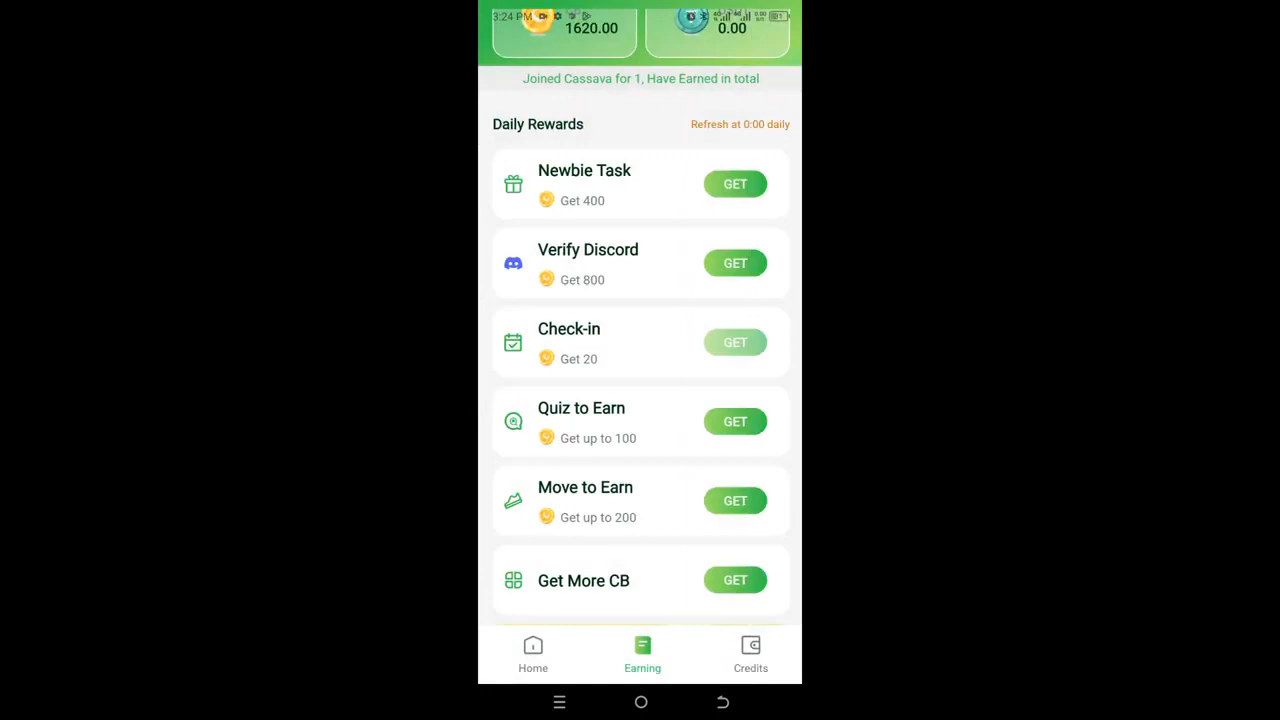 3:24 PM
1620.00
0.00
Joined Cassava for 1, Have Earned in total
Daily Rewards
Refresh at 0:00 daily
Newbie Task
Get 400
GET
Verify Discord
Get 800
GET
Check-in
Get 20
GET
Quiz to Earn
Get up to 100
GET
Move to Earn
Get up to 200
GET
Get More CB
GET
Home
Earning
Credits